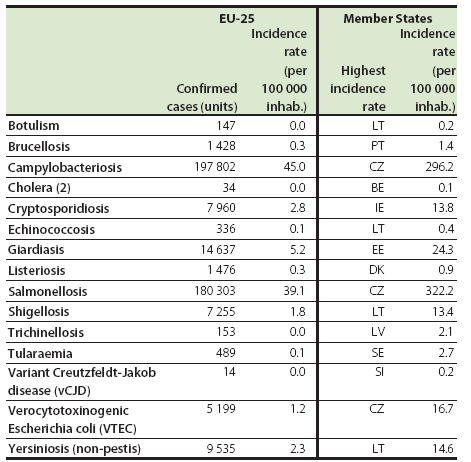 EU-25 Member States
Incidence Incidence
rate rate
(per Highest (per
Confirmed 100 000 incidence 100 000
cases (units) inhab.) rate inhab.)
Botulism 147 0.0 LT 0.2
Brucellosis 1 428 0.3 PT 1.4
Campylobacteriosis 197 802 45.0 CZ 296.2
Cholera (2) 34 0.0 BE 0.1
Cryptosporidiosis 7 960 2.8 IE 13.8
Echinococcosis 336 0.1 LT 0.4
Giardiasis 14 637 5.2 EE 24.3
Listeriosis 1 476 0.3 DK 0.9
Salmonellosis 180 303 39.1 CZ 322.2
Shigellosis 7 255 1.8 LT 13.4
Trichinellosis 153 0.0 LV 2.1
Tularaemia 489 0.1 SE 2.7
Variant Creutzfeldt-Jakob 14 0.0 SI 0.2
disease (vCJD)
Verocytotoxinogenic 5 199 1.2 CZ 16.7
Escherichia coli (VTEC)
Yersiniosis (non-pestis) 9 535 2.3 LT 14.6